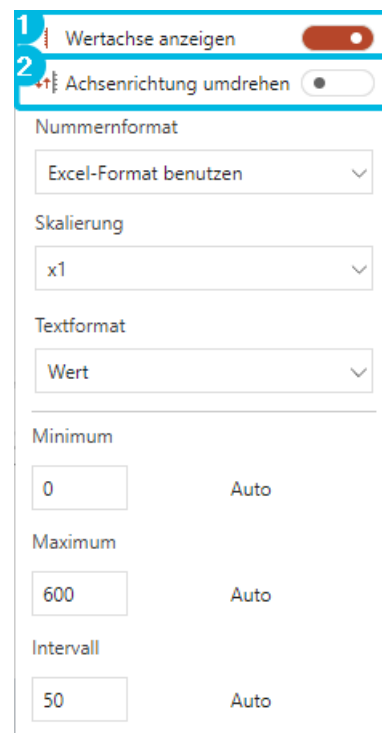 1
Wertachse anzeigen
2
Achsenrichtung umdrehen
Nummernformat
Excel-Format benutzen
Skalierung
x1
Textformat
Wert
Minimum
0 Auto
Maximum
600 Auto
Intervall
50 Auto